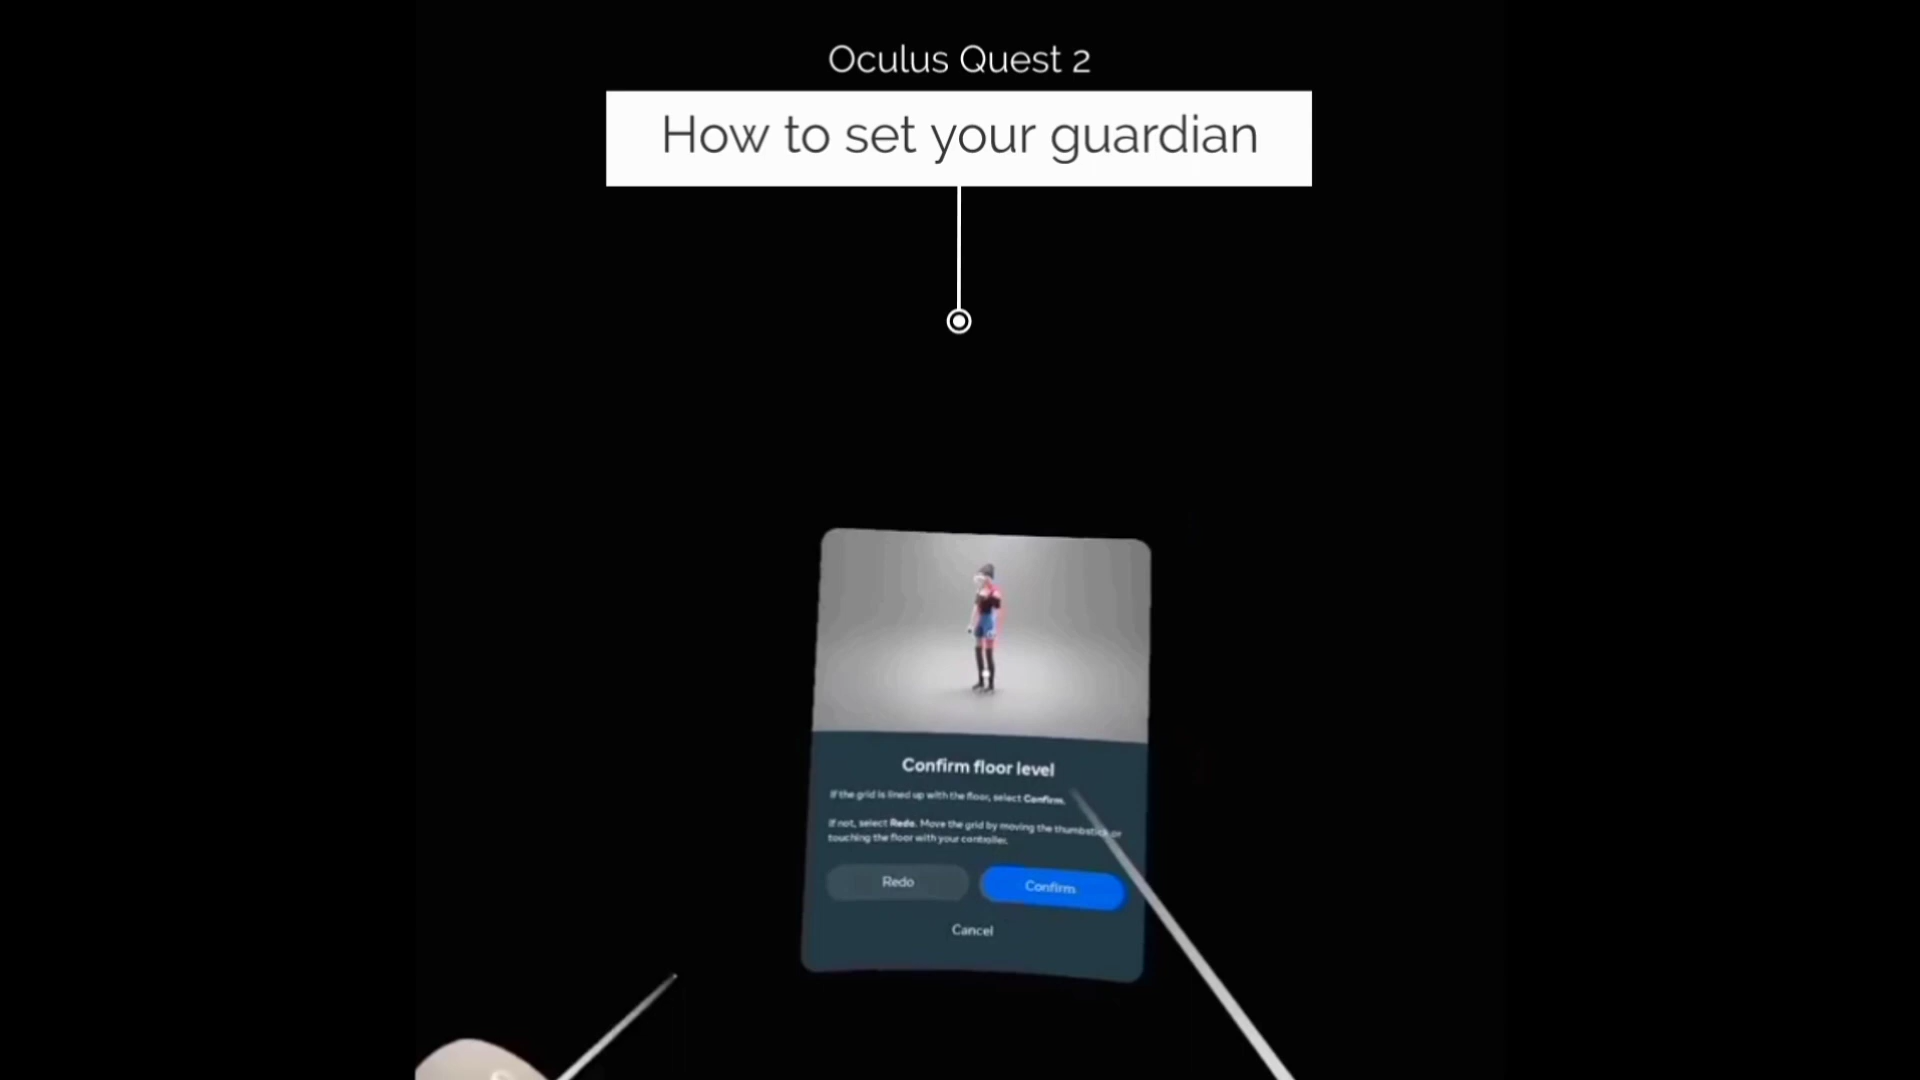 Oculus Quest 2
How to set your guardian
Confirm floor level
If the grid is lined up with the floor, select Confirm.
If not, select Redo. Move the grid by moving the thumbstick or
touching the floor with your controller.
Redo
Confirm
Cancel